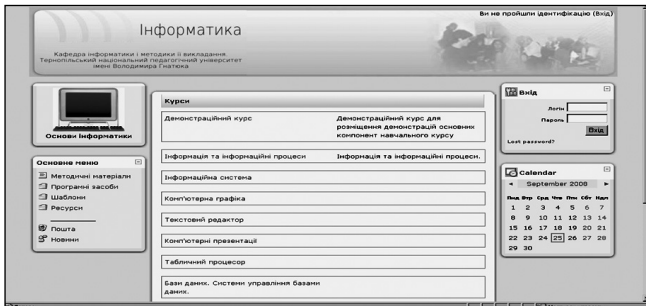 Ви не пройшли ідентифікацію (Вхід)
Інформатика
Кафедра інформатики і методики її викладання.
Тернопільський національний педагогічний університет
імені Володимира Гнатюка
Основи інформатики
Основне меню
Методичні матеріали
Програмні засоби
Шаблони
Ресурси
Пошта
Новини
Курси
Демонстраційний курс
Демонстраційний курс для
розміщення демонстрацій основних
компонент навчального курсу
Інформація та інформаційні процеси
Інформація та інформаційні процеси.
Інформаційна система
Комп'ютерна графіка
Текстовий редактор
Комп'ютерні презентації
Табличний процесор
Бази даних. Системи управління базами
даних.
Вхід
Логін
Пароль
Вхід
Lost password?
Calendar
◄ September 2008 ►
Пнд Втр Срд Чтв Птн Сбт Ндл
1 2 3 4 5 6 7
8 9 10 11 12 13 14
15 16 17 18 19 20 21
22 23 24 25 26 27 28
29 30